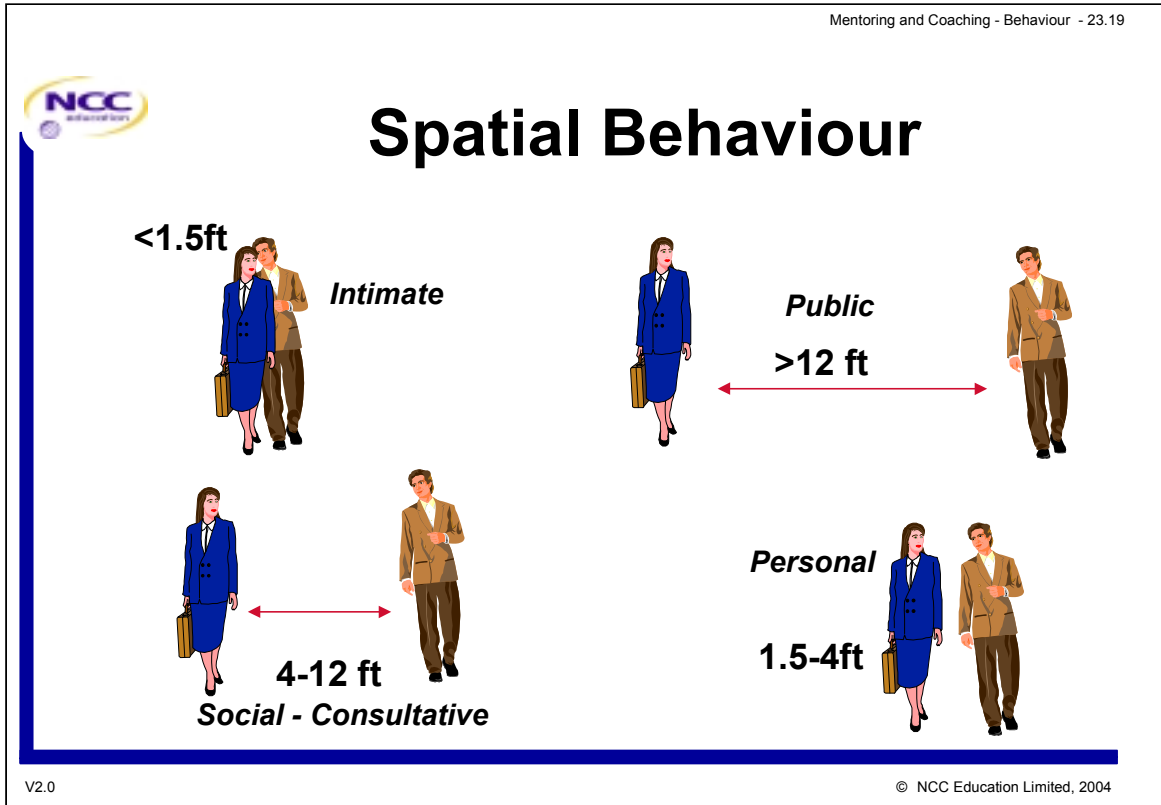 Mentoring and Coaching - Behaviour - 23.19
NCC
education
Spatial Behaviour
<1.5ft
Intimate
Public
>12 ft
4-12 ft
Social - Consultative
Personal
1.5-4ft
V2.0
© NCC Education Limited, 2004